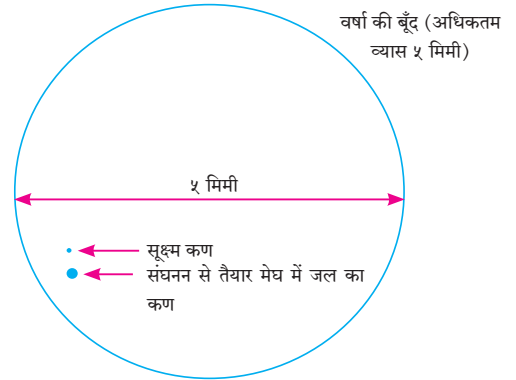 वर्षा की बूँद (अधिकतम
व्यास ५ मिमी)
५ मिमी
सूक्ष्म कण
संघनन से तैयार मेघ में जल का
कण